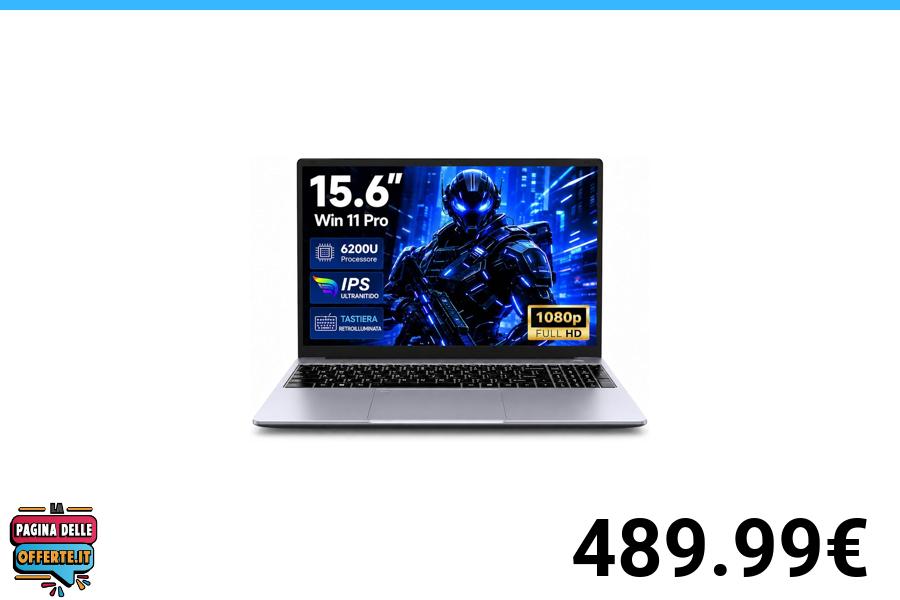 15.6”
Win 11 Pro
6200U
Processore
IPS
ULTRANITIDO
TASTIERA
RETROILLUMINATA
1080p
FULL HD
LA
PAGINA DELLE
OFFERTE.IT
489.99€